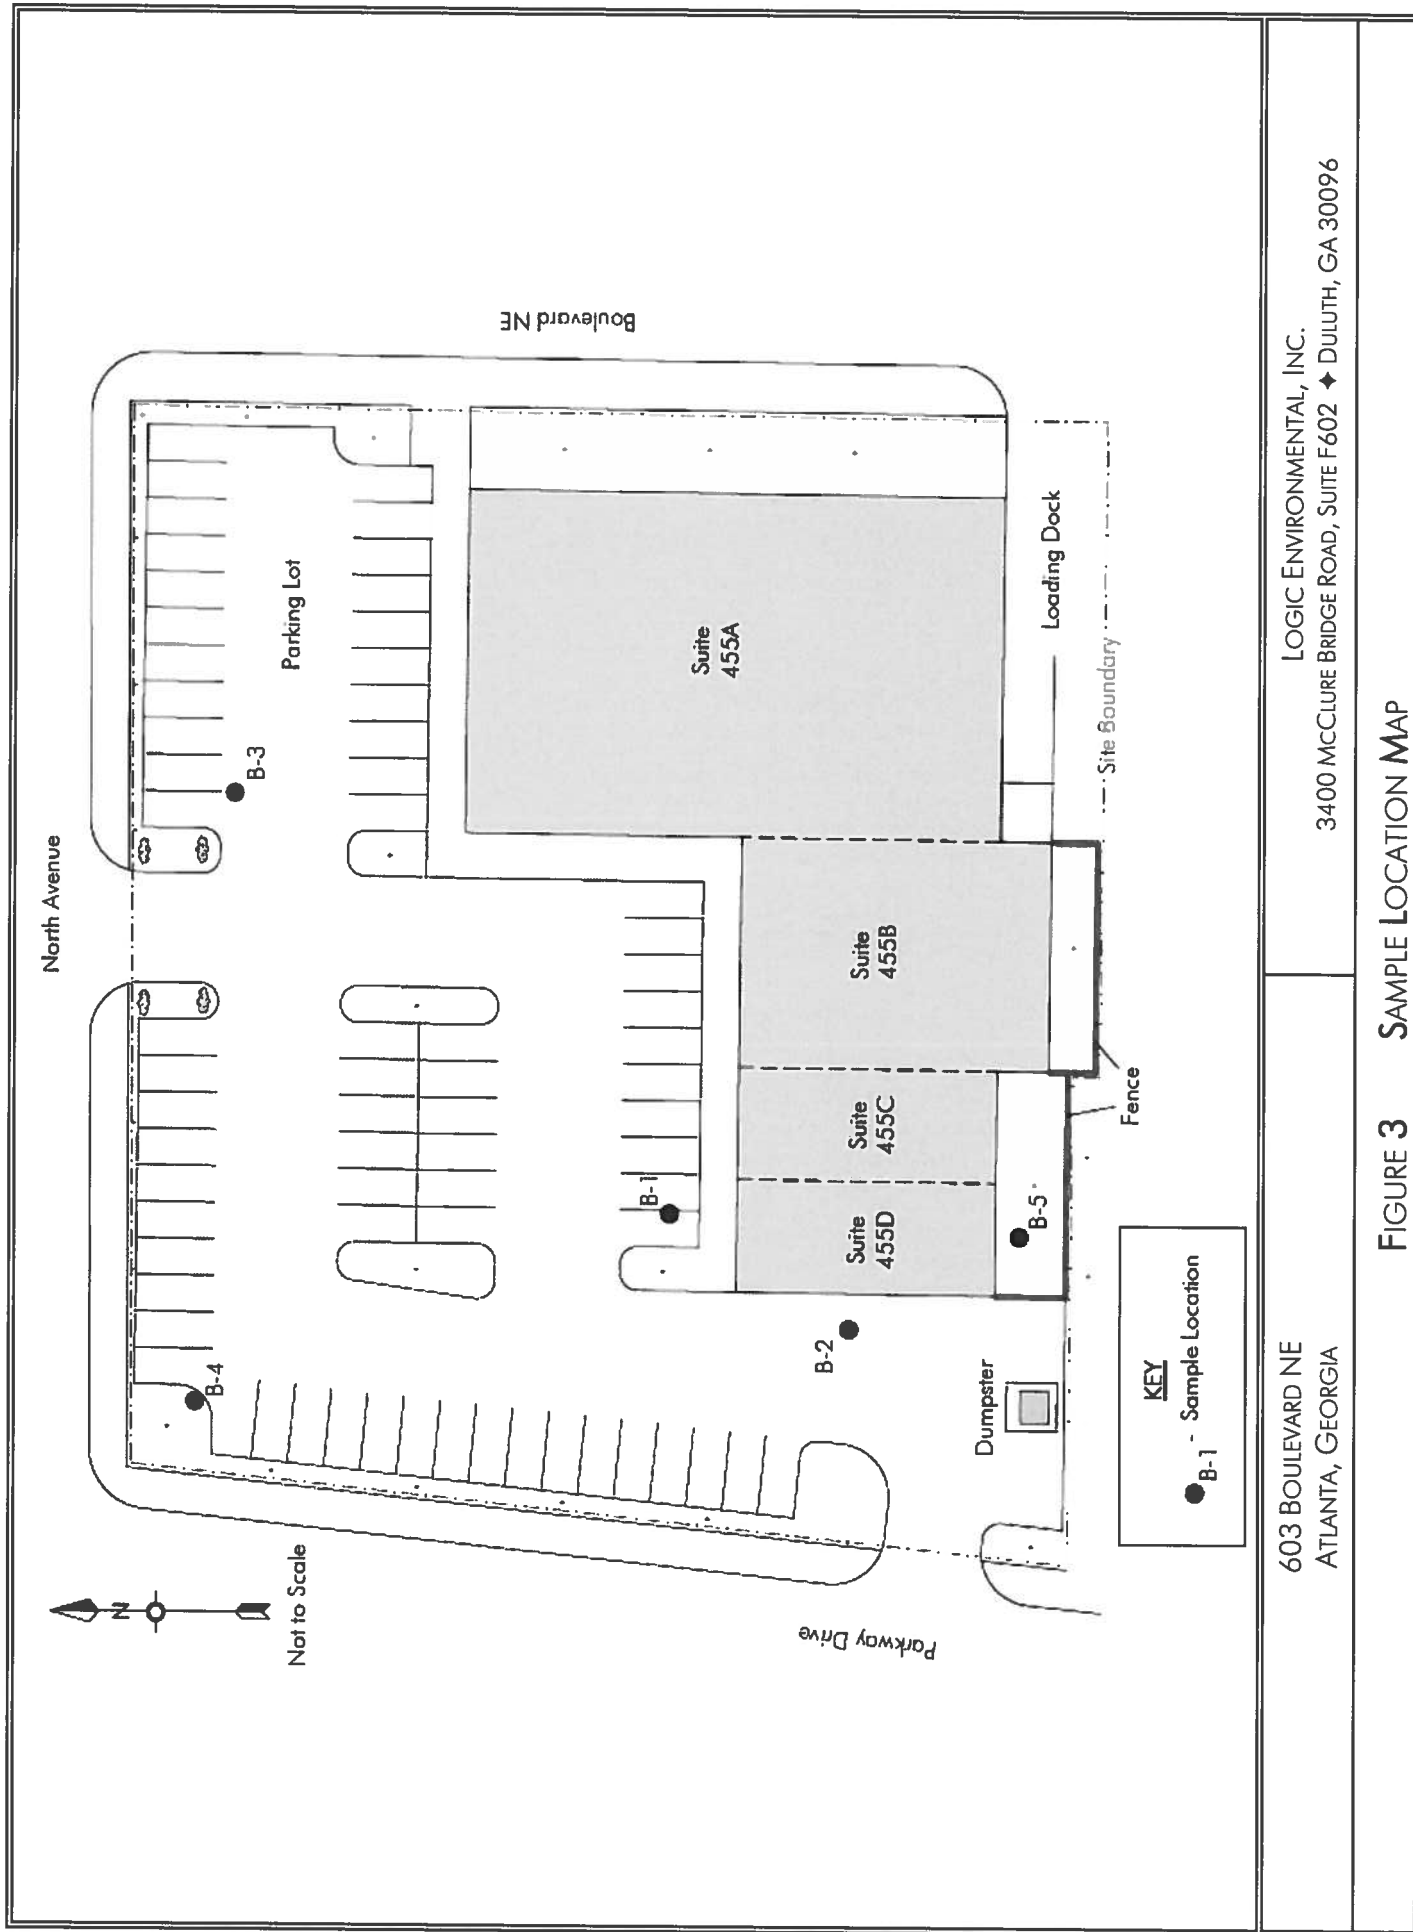 North Avenue
N
Not to Scale
B-4
B-3
Parking Lot
Boulevard NE
B-1
Suite
455A
B-2
Suite
455D
Suite
455C
Suite
455B
Parkway Drive
Dumpster
B-5
Loading Dock
Site Boundary
Fence
KEY
B-1 - Sample Location
603 BOULEVARD NE
ATLANTA, GEORGIA
LOGIC ENVIRONMENTAL, INC.
3400 MCCLURE BRIDGE ROAD, SUITE F602 ✦ DULUTH, GA 30096
FIGURE 3 SAMPLE LOCATION MAP